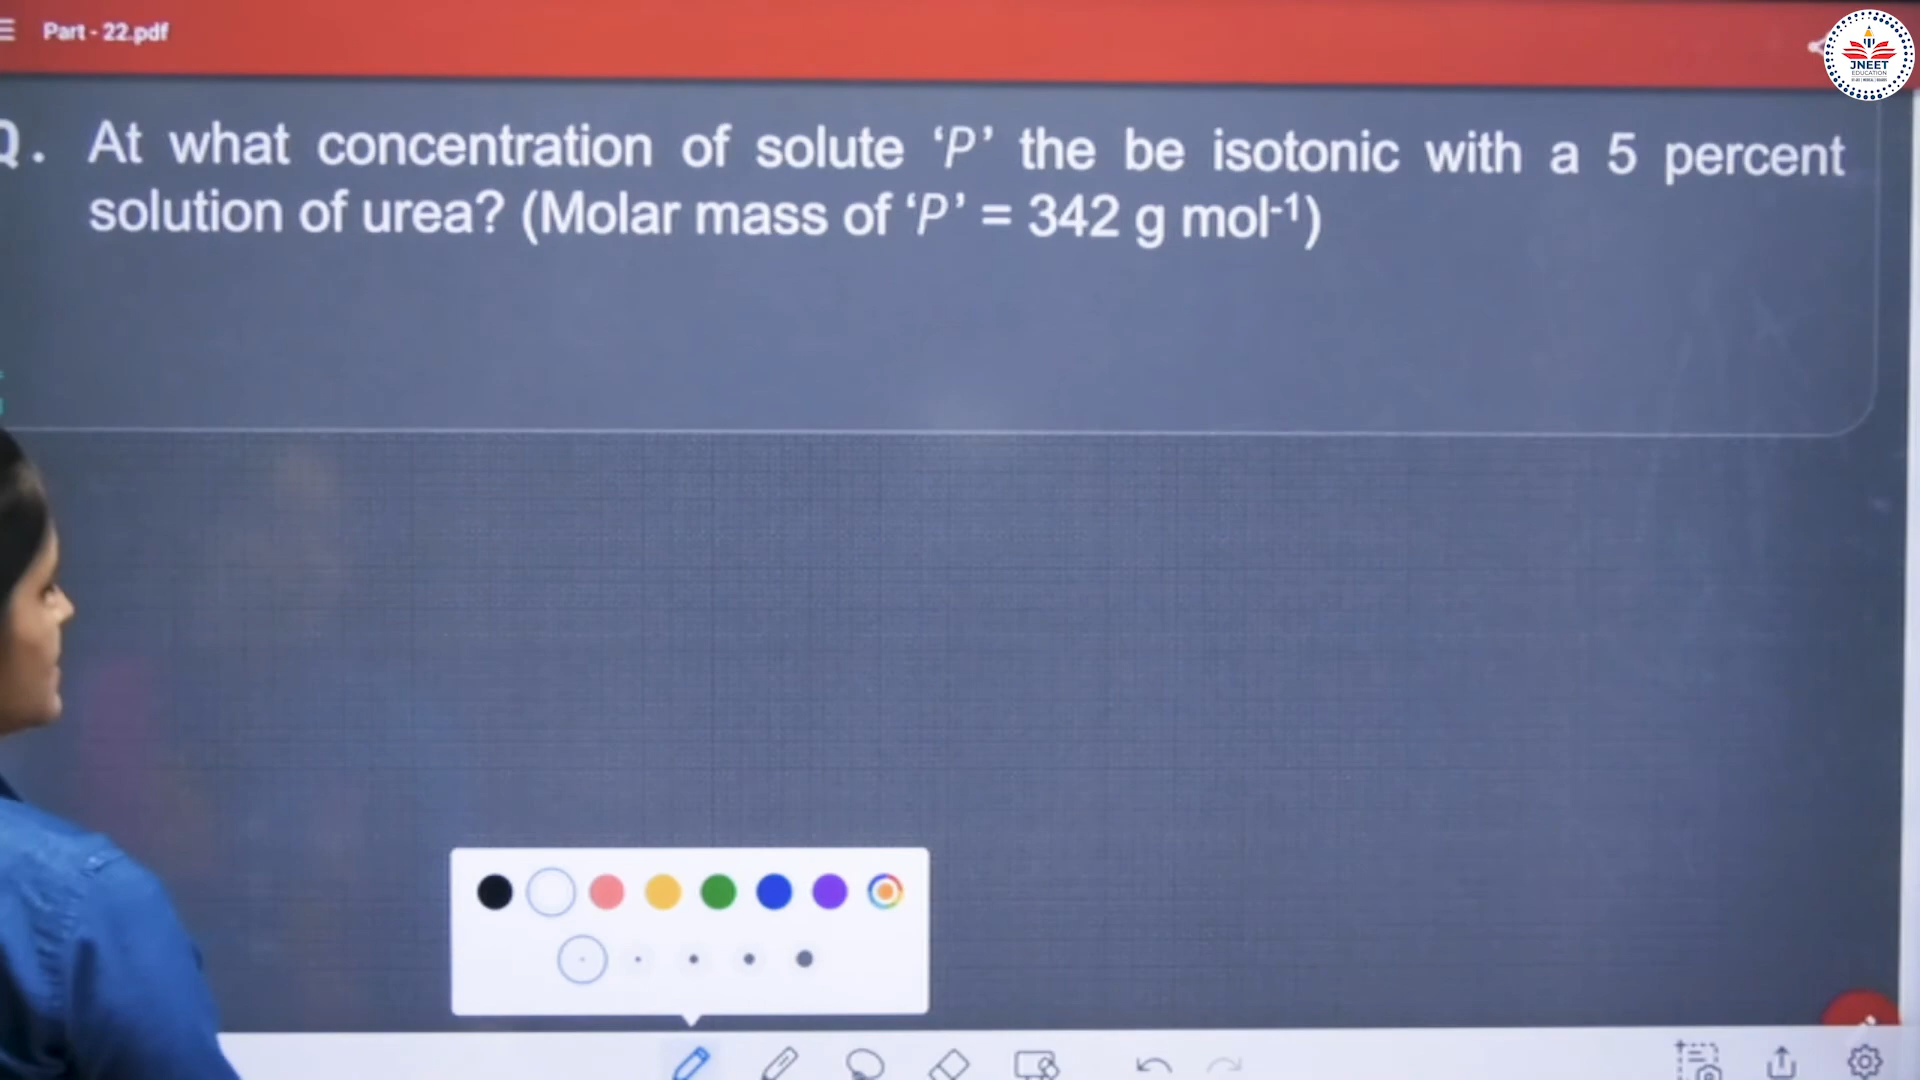 Part - 22.pdf
JNEET
EDUCATION
Q. At what concentration of solute ‘P’ the be isotonic with a 5 percent
solution of urea? (Molar mass of ‘P’ = 342 g mol⁻¹)